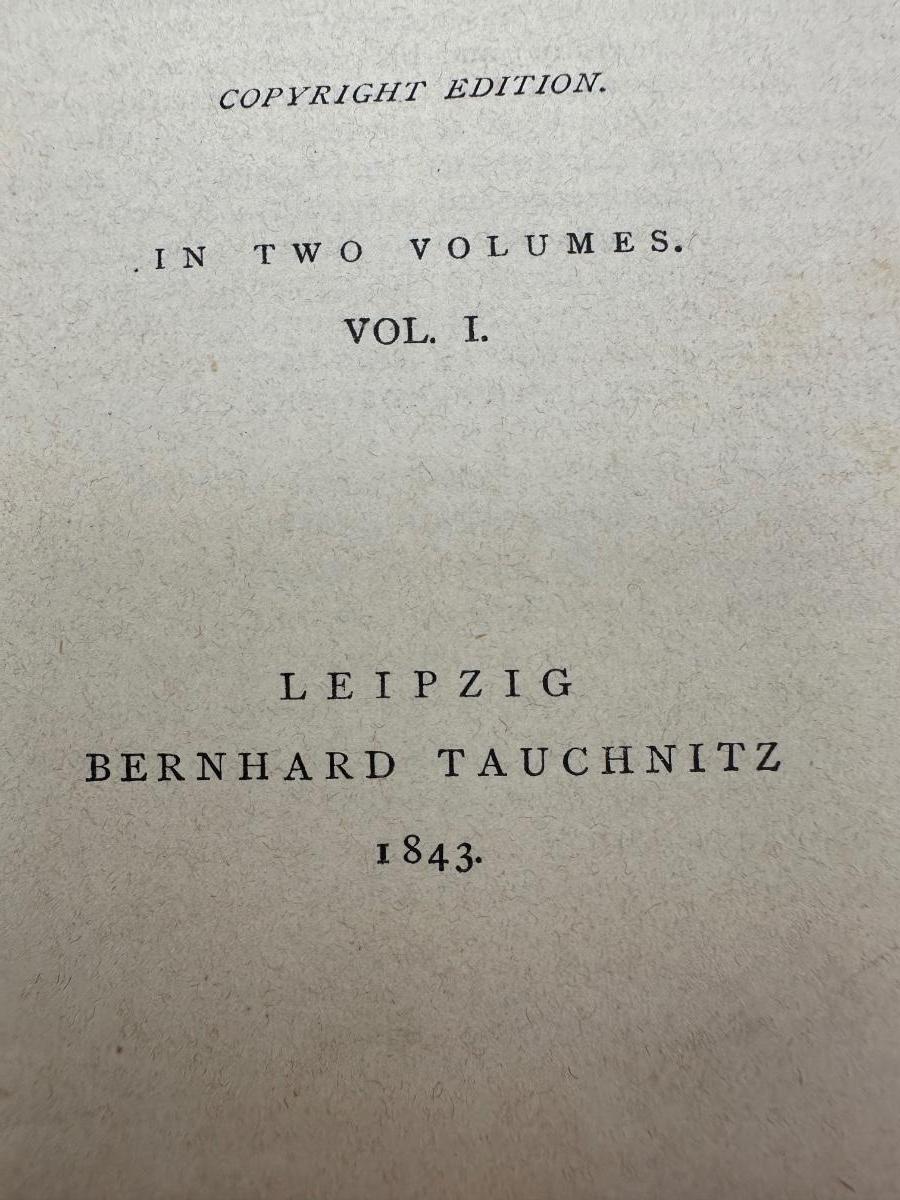 COPYRIGHT EDITION.
IN TWO VOLUMES.
VOL. I.
LEIPZIG
BERNHARD TAUCHNITZ
1843.